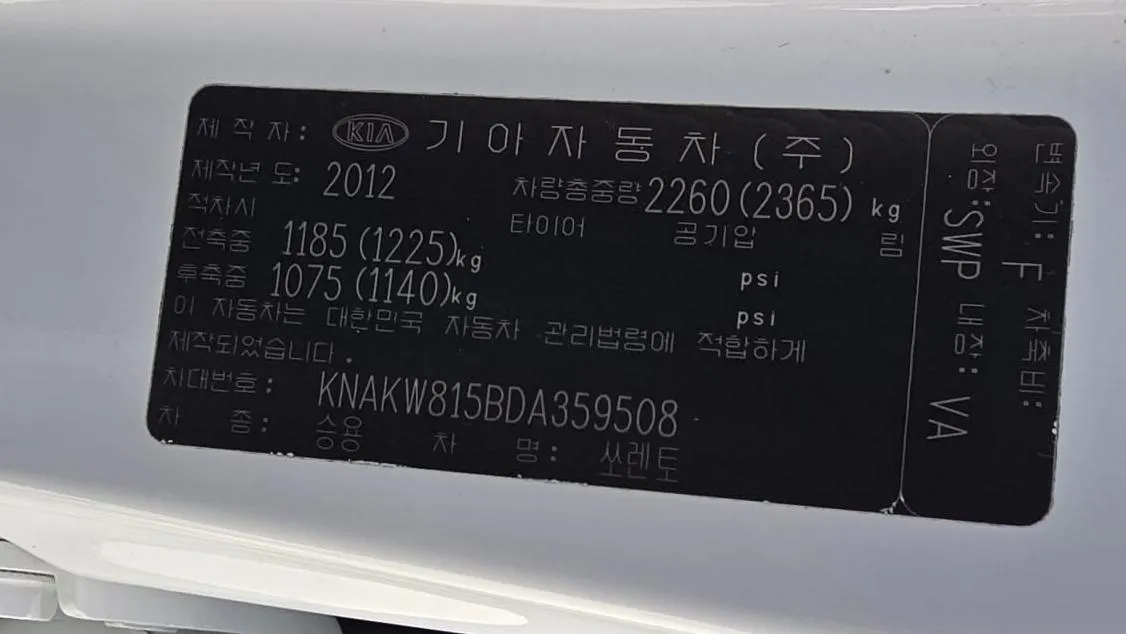 제 작 자: KIA 기아자동차(주)
제작년 도: 2012 차량총중량 2260(2365) kg
적차시 타이어 공기압 림
전축중 1185(1225)kg psi
후축중 1075(1140)kg psi
이 자동차는 대한민국 자동차 관리법령에 적합하게
제작되었습니다.
차대번호: KNAKW815BDA359508
차 종: 승용 차 명: 쏘렌토
변속기: F 차축비:
외장:SWP 내장: VA